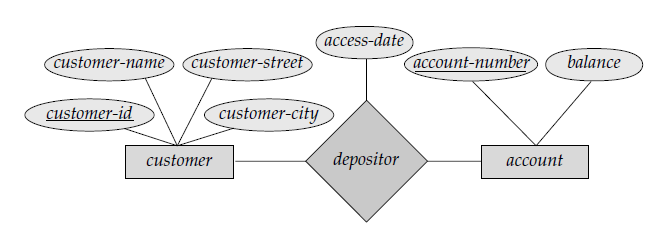 access-date
customer-name
customer-street
account-number
balance
customer-id
customer-city
customer
depositor
account